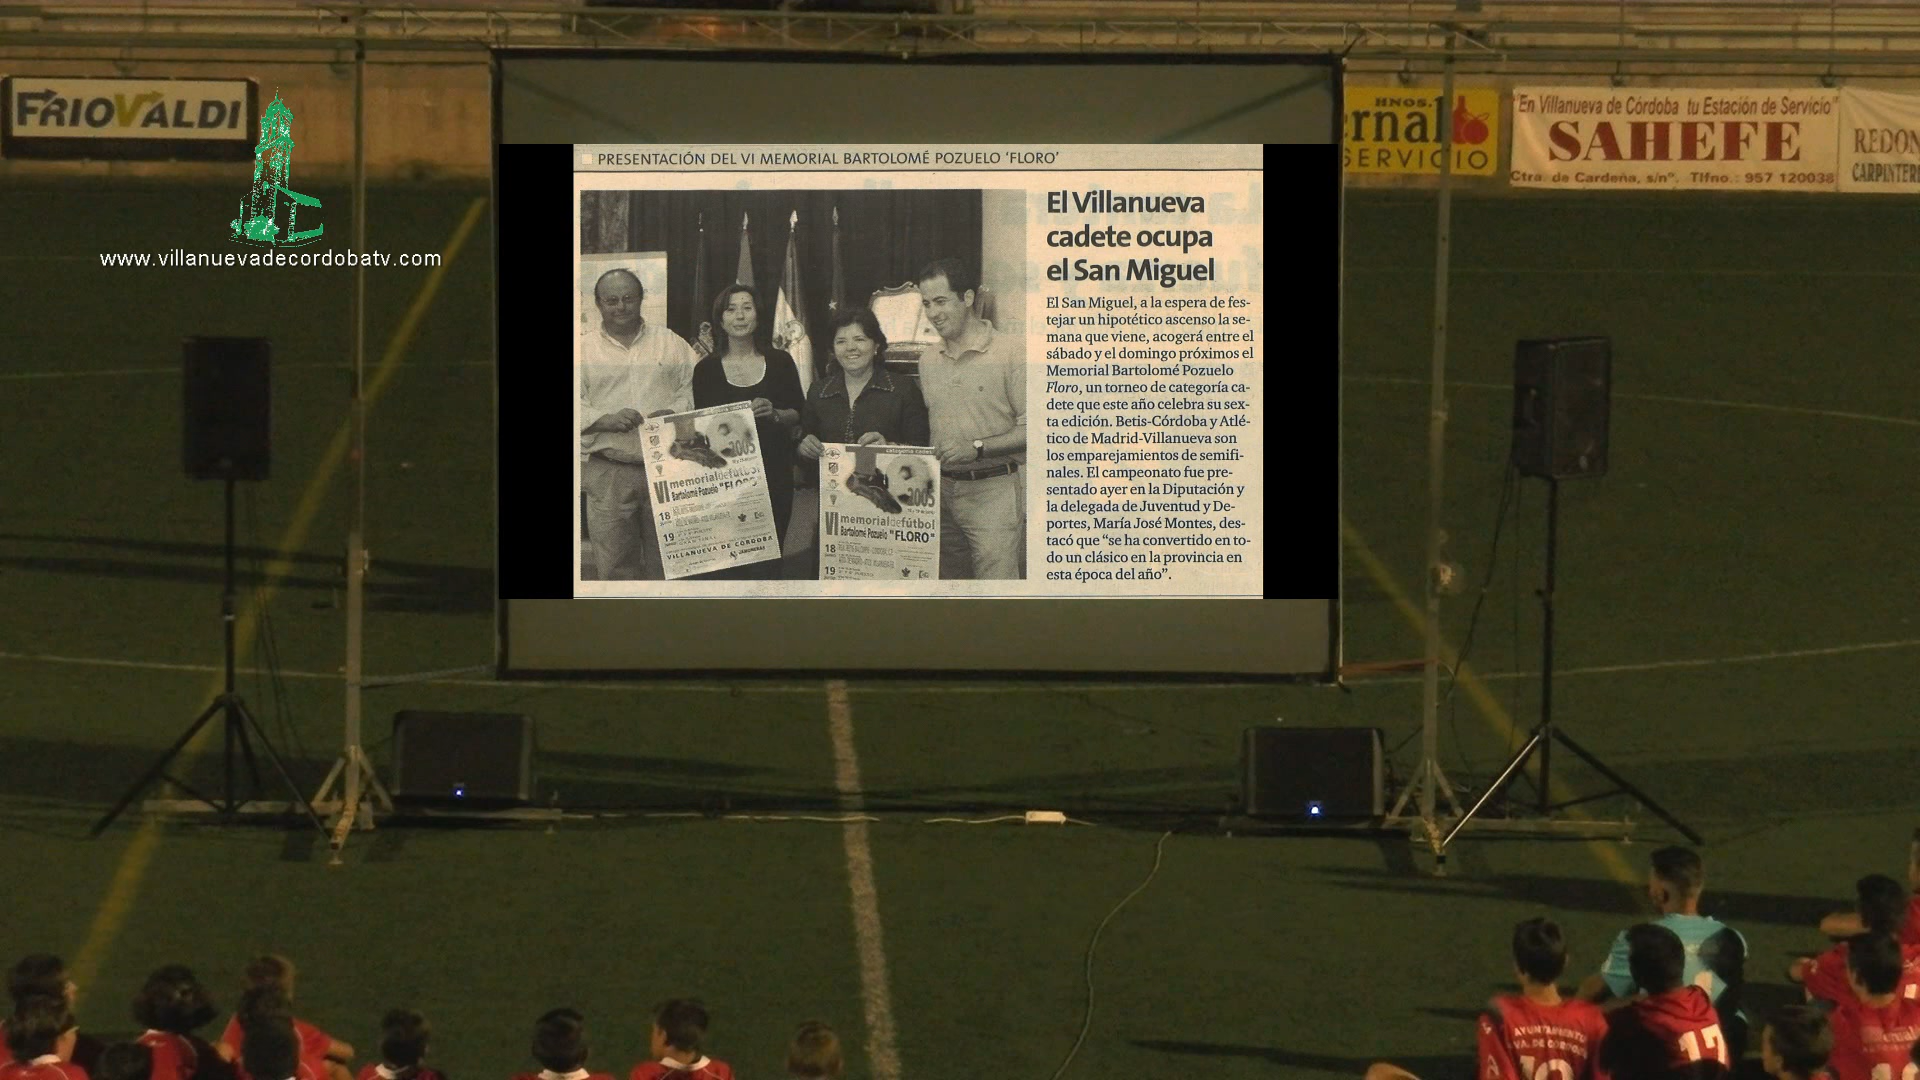 FRIOVALDI
www.villanuevadecordobatv.com
HNOS.
ernal
SERVICIO
"En Villanueva de Córdoba tu Estación de Servicio"
SAHEFE
Ctra. de Cardeña, s/nº. Tlfno.: 957 120038
REDON
CARPINTER
PRESENTACIÓN DEL VI MEMORIAL BARTOLOMÉ POZUELO ‘FLORO’
El Villanueva
cadete ocupa
el San Miguel
El San Miguel, a la espera de fes-
tejar un hipotético ascenso la se-
mana que viene, acogerá entre el
sábado y el domingo próximos el
Memorial Bartolomé Pozuelo
Floro, un torneo de categoría ca-
dete que este año celebra su sex-
ta edición. Betis-Córdoba y Atlé-
tico de Madrid-Villanueva son
los emparejamientos de semifi-
nales. El campeonato fue pre-
sentado ayer en la Diputación y
la delegada de Juventud y De-
portes, María José Montes, des-
tacó que “se ha convertido en to-
do un clásico en la provincia en
esta época del año”.
2005
VI memorial de fútbol
Bartolomé Pozuelo "FLORO"
18
19
VILLANUEVA DE CÓRDOBA
2005
VI memorial de fútbol
Bartolomé Pozuelo "FLORO"
18
19
AYUNTAMIENTO
VA. DE CORDOBA
10
17